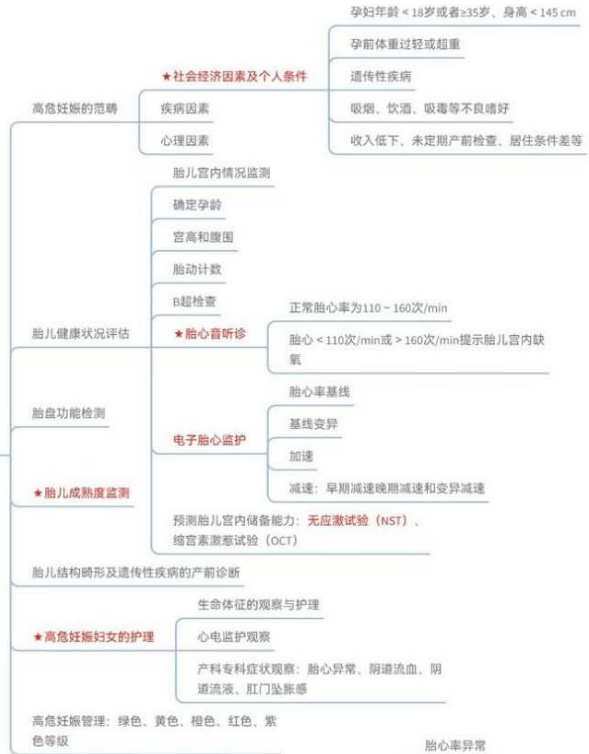 孕妇年龄 < 18岁或者≥35岁、身高 < 145 cm
孕前体重过轻或超重
★社会经济因素及个人条件
遗传性疾病
高危妊娠的范畴
疾病因素
吸烟、饮酒、吸毒等不良嗜好
心理因素
收入低下、未定期产前检查、居住条件差等
胎儿宫内情况监测
确定孕龄
宫高和腹围
胎动计数
B超检查
正常胎心率为110 ~ 160次/min
胎儿健康状况评估
★胎心音听诊
胎心 < 110次/min或 > 160次/min提示胎儿宫内缺
氧
胎心率基线
胎盘功能检测
基线变异
电子胎心监护
加速
★胎儿成熟度监测
减速：早期减速晚期减速和变异减速
预测胎儿宫内储备能力：无应激试验（NST）、
缩宫素激惹试验（OCT）
胎儿结构畸形及遗传性疾病的产前诊断
生命体征的观察与护理
★高危妊娠妇女的护理
心电监护观察
产科专科症状观察：胎心异常、阴道流血、阴
道流液、肛门坠胀感
高危妊娠管理：绿色、黄色、橙色、红色、紫
色等级
胎心率异常